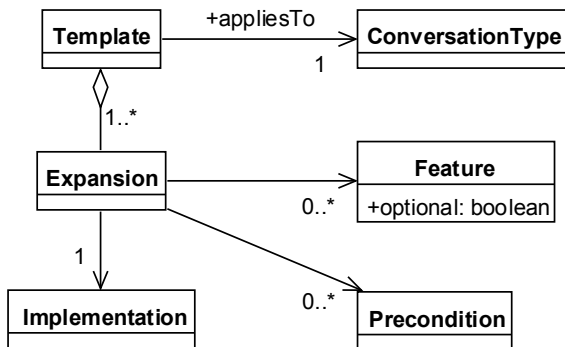 Template
+appliesTo
ConversationType
1
1..*
Expansion
Feature
+optional: boolean
0..*
1
0..*
Implementation
Precondition